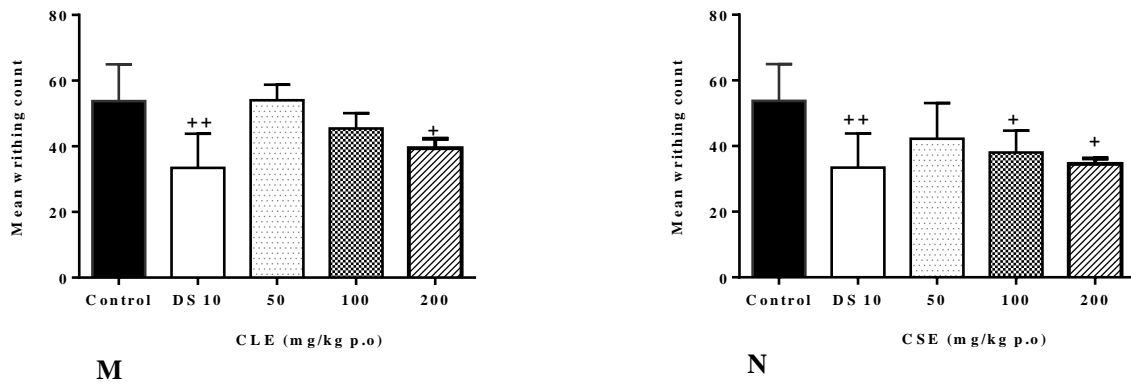 80
60
40
20
0
Mean writhing count
++
+
Control DS 10 50 100 200
CLE (mg/kg p.o)
M
80
60
40
20
0
Mean writhing count
++
+
+
Control DS 10 50 100 200
CSE (mg/kg p.o)
N